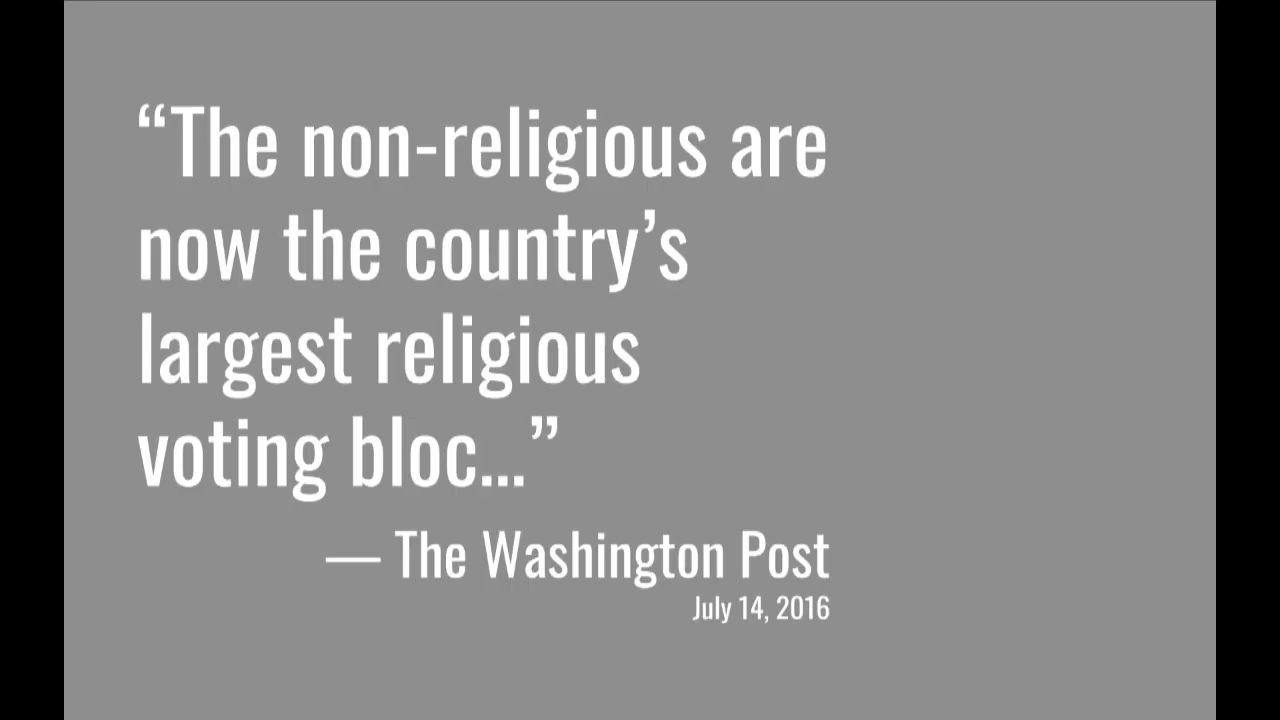 “The non-religious are
now the country’s
largest religious
voting bloc...”
— The Washington Post
July 14, 2016